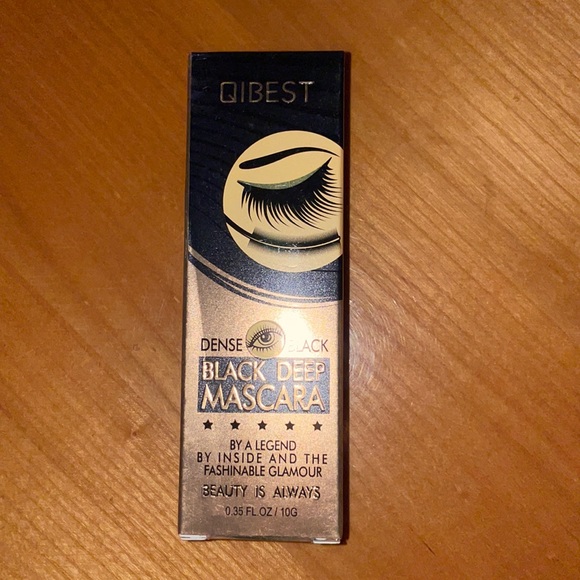 QIBEST
DENSE BLACK
BLACK DEEP
MASCARA
BY A LEGEND
BY INSIDE AND THE
FASHINABLE GLAMOUR
BEAUTY IS ALWAYS
0.35 FL OZ / 10G